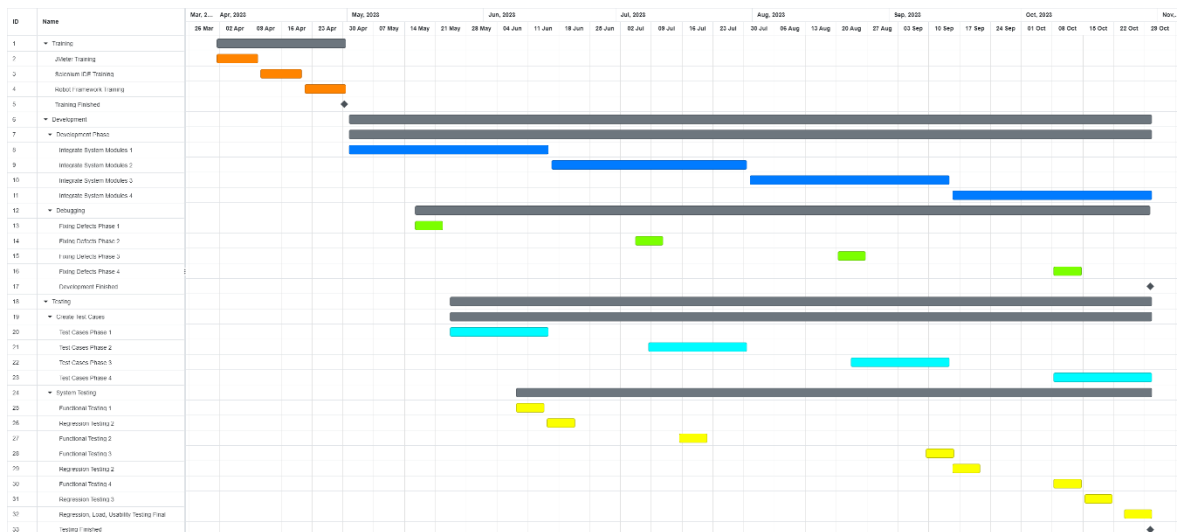 Mar, 2... Apr, 2023 May, 2023 Jun, 2023 Jul, 2023 Aug, 2023 Sep, 2023 Oct, 2023 Nov...
ID Name 26 Mar 02 Apr 09 Apr 16 Apr 23 Apr 30 Apr 07 May 14 May 21 May 28 May 04 Jun 11 Jun 18 Jun 25 Jun 02 Jul 09 Jul 16 Jul 23 Jul 30 Jul 06 Aug 13 Aug 20 Aug 27 Aug 03 Sep 10 Sep 17 Sep 24 Sep 01 Oct 08 Oct 15 Oct 22 Oct 29 Oct
1 Training
2 JMeter Training
3 Selenium IDE Training
4 Robot Framework Training
5 Training Finished
6 Development
7 Development Phase
8 Integrate System Modules 1
9 Integrate System Modules 2
10 Integrate System Modules 3
11 Integrate System Modules 4
12 Debugging
13 Fixing Defects Phase 1
14 Fixing Defects Phase 2
15 Fixing Defects Phase 3
16 Fixing Defects Phase 4
17 Development Finished
18 Testing
19 Create Test Cases
20 Test Cases Phase 1
21 Test Cases Phase 2
22 Test Cases Phase 3
23 Test Cases Phase 4
24 System Testing
25 Functional Testing 1
26 Regression Testing 2
27 Functional Testing 2
28 Functional Testing 3
29 Regression Testing 2
30 Functional Testing 4
31 Regression Testing 3
32 Regression, Load, Usability Testing Final
33 Testing Finished